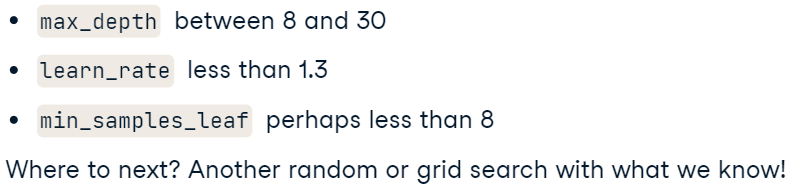 • max_depth between 8 and 30
• learn_rate less than 1.3
• min_samples_leaf perhaps less than 8
Where to next? Another random or grid search with what we know!